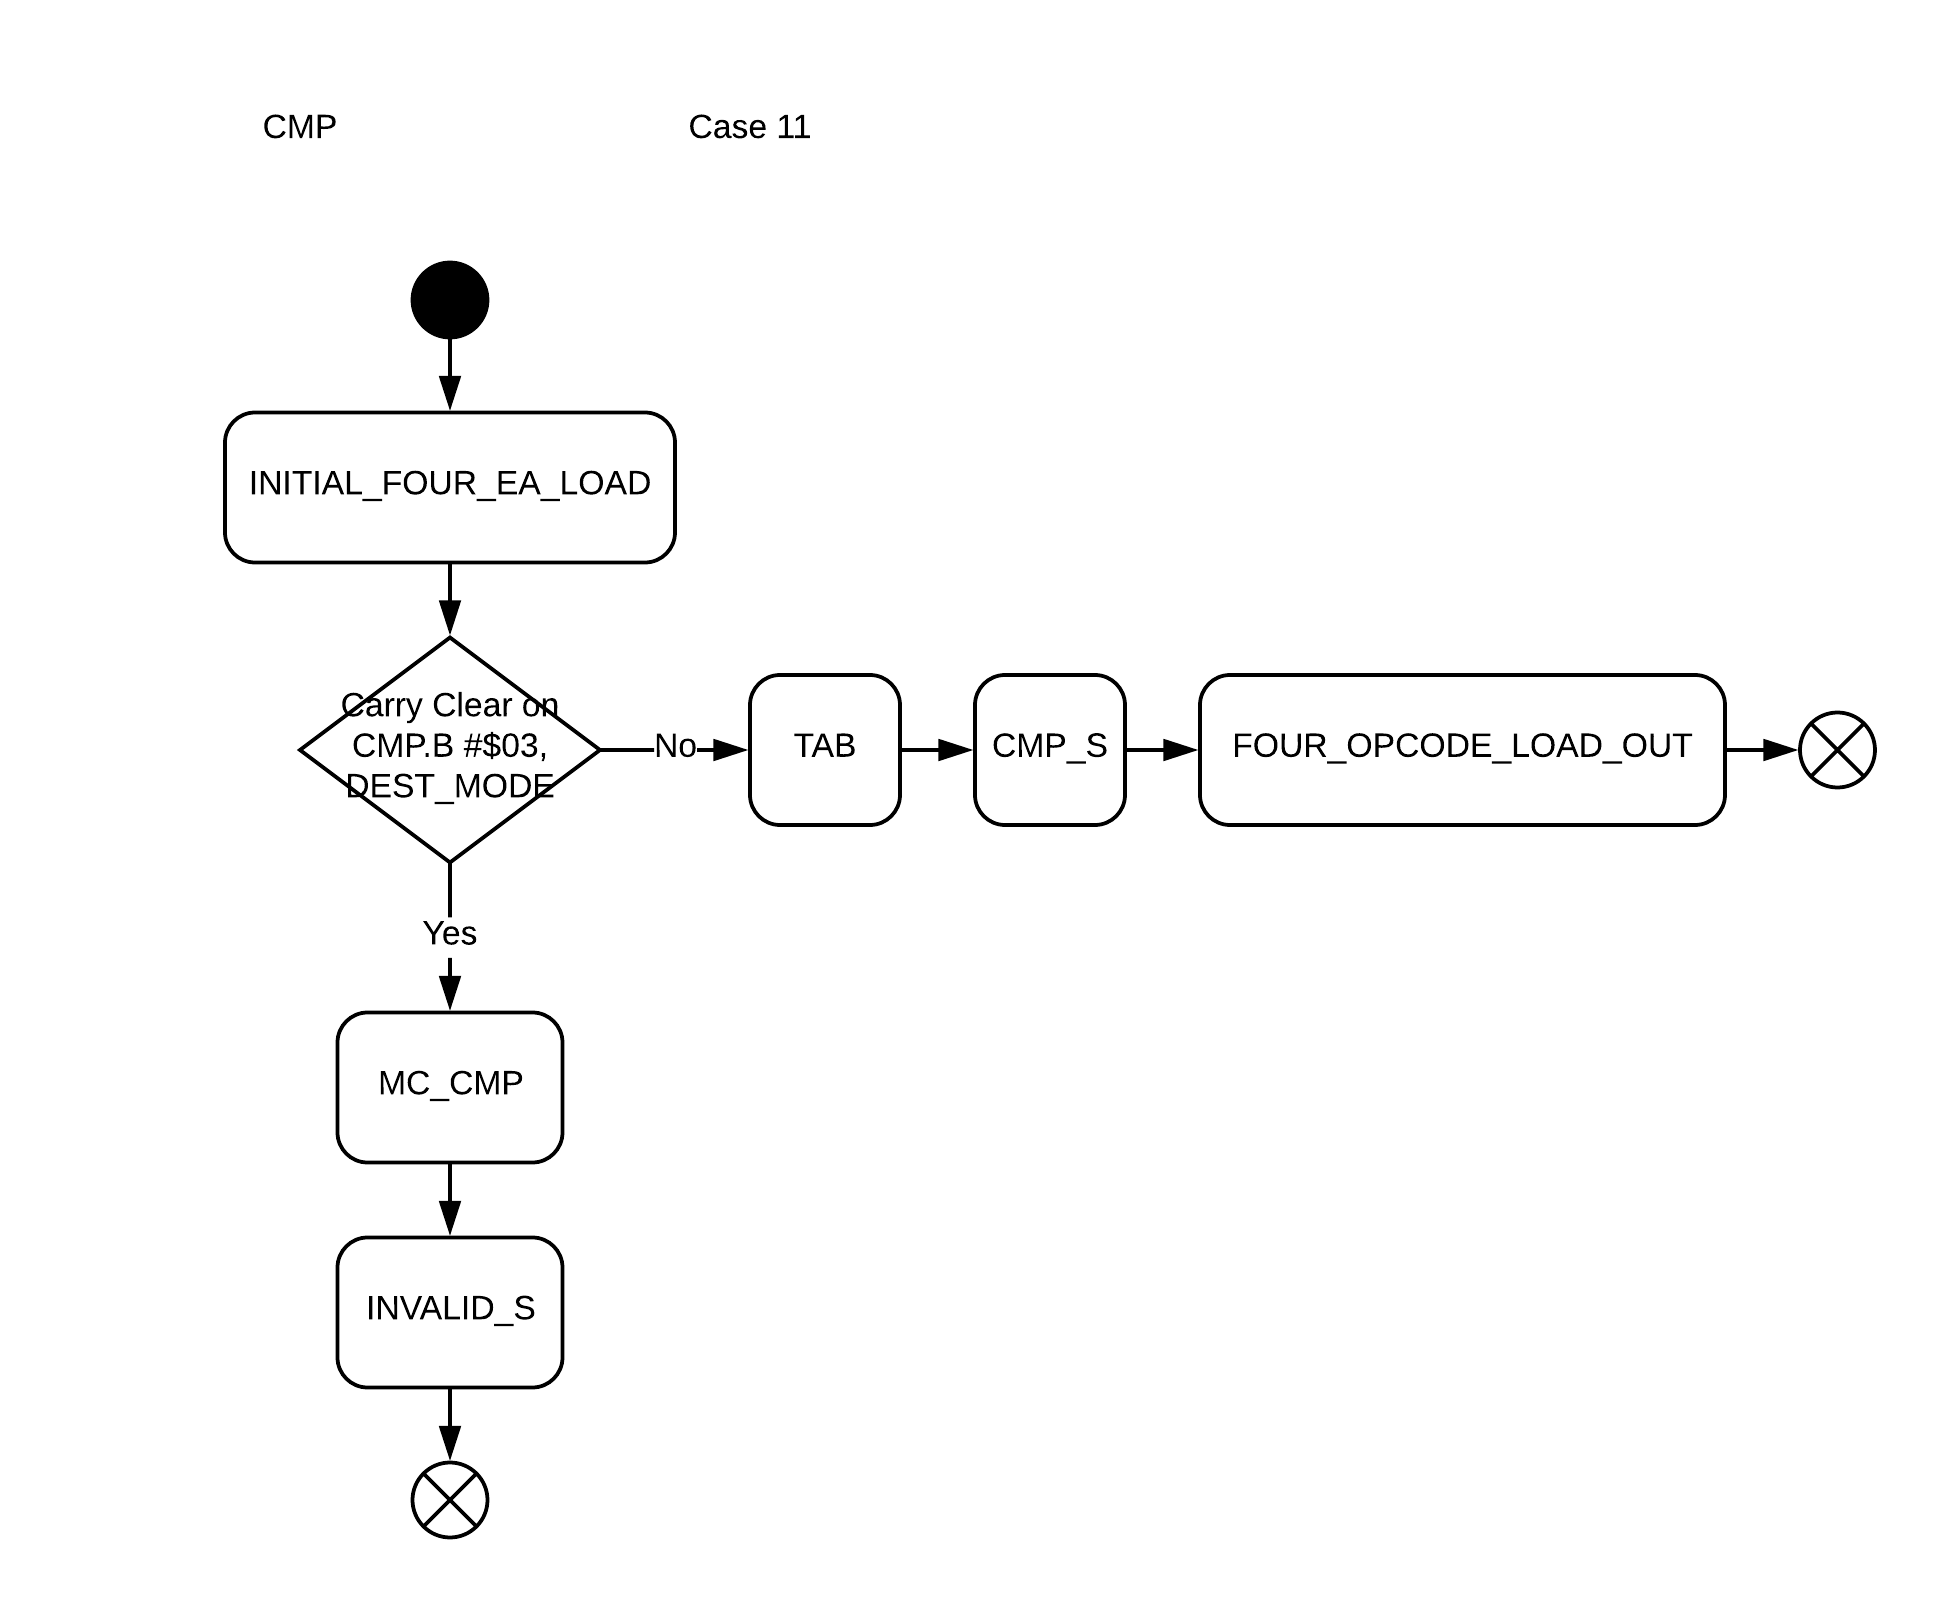 CMP
Case 11
INITIAL_FOUR_EA_LOAD
Carry Clear on
CMP.B #$03,
DEST_MODE
No
TAB
CMP_S
FOUR_OPCODE_LOAD_OUT
Yes
MC_CMP
INVALID_S